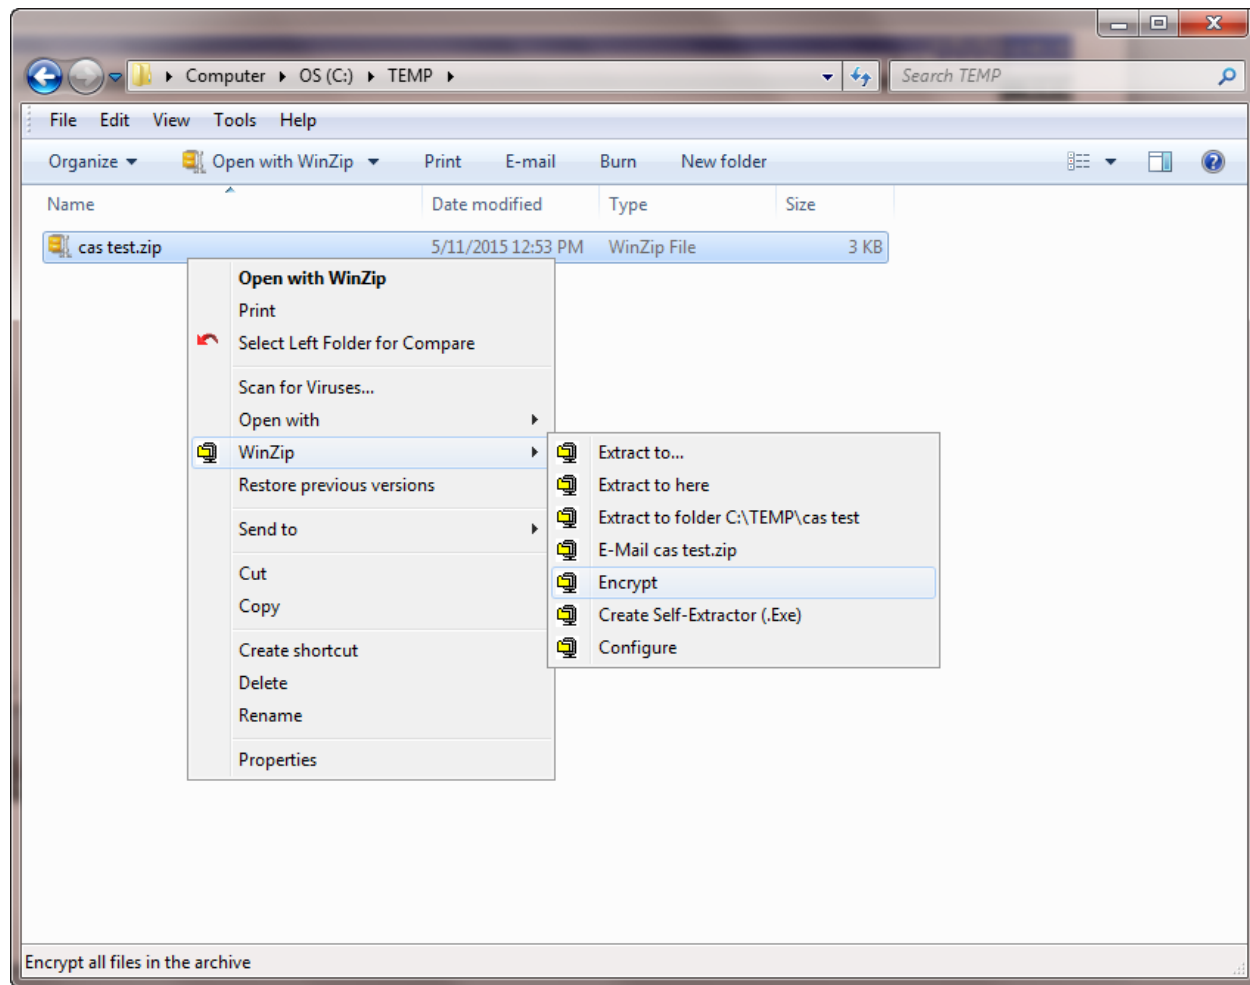 Computer OS (C:) TEMP Search TEMP
File Edit View Tools Help
Organize Open with WinZip Print E-mail Burn New folder
Name Date modified Type Size
cas test.zip 5/11/2015 12:53 PM WinZip File 3 KB
Open with WinZip
Print
Select Left Folder for Compare
Scan for Viruses...
Open with
WinZip
Restore previous versions
Send to
Cut
Copy
Create shortcut
Delete
Rename
Properties
Extract to...
Extract to here
Extract to folder C:\TEMP\cas test
E-Mail cas test.zip
Encrypt
Create Self-Extractor (.Exe)
Configure
Encrypt all files in the archive